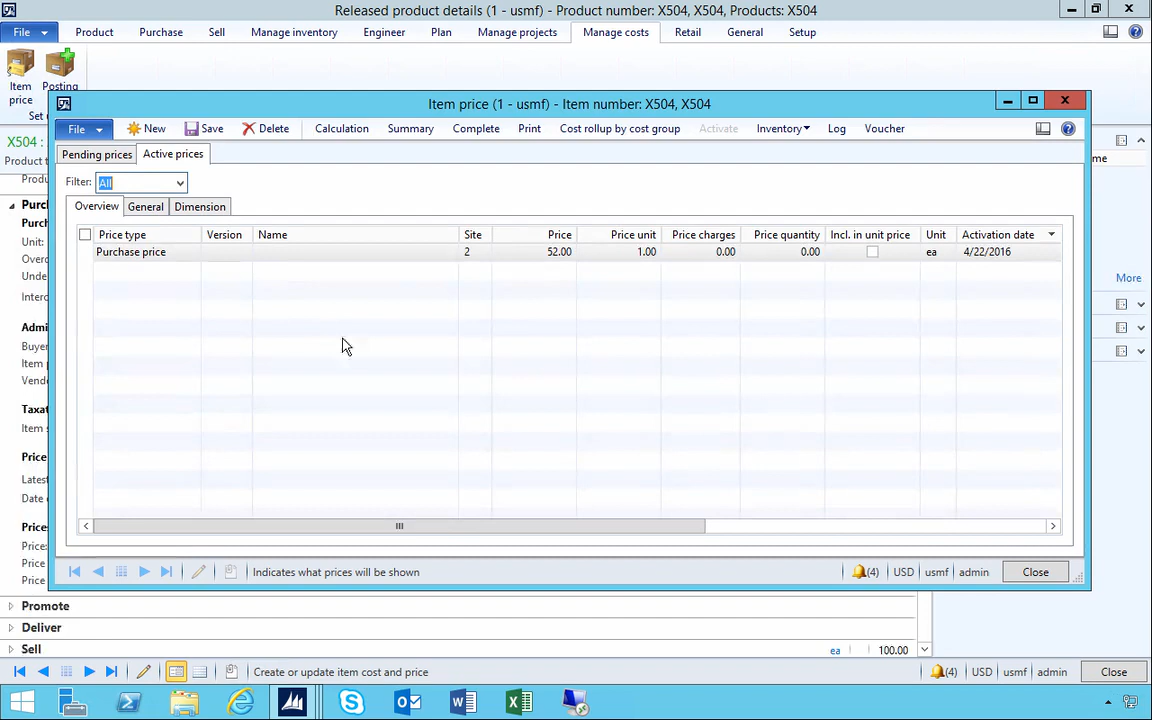 Released product details (1 - usmf) - Product number: X504, X504, Products: X504
File Product Purchase Sell Manage inventory Engineer Plan Manage projects Manage costs Retail General Setup
Item price Posting
Set u
Item price (1 - usmf) - Item number: X504, X504
File New Save Delete Calculation Summary Complete Print Cost rollup by cost group Activate Inventory Log Voucher
X504 :
Product t
me
Pending prices Active prices
Filter: All
Overview General Dimension
Price type Version Name Site Price Price unit Price charges Price quantity Incl. in unit price Unit Activation date
Purchase price 2 52.00 1.00 0.00 0.00 ea 4/22/2016
Purch
Purch
Unit:
Overd
Under
Interc
More
Admi
Buyer
Item p
Vend
Taxat
Item s
Price
Latest
Date o
Price
Price:
Price
Price
Indicates what prices will be shown (4) USD usmf admin Close
Promote
Deliver
Sell ea 100.00
Create or update item cost and price (4) USD usmf admin Close